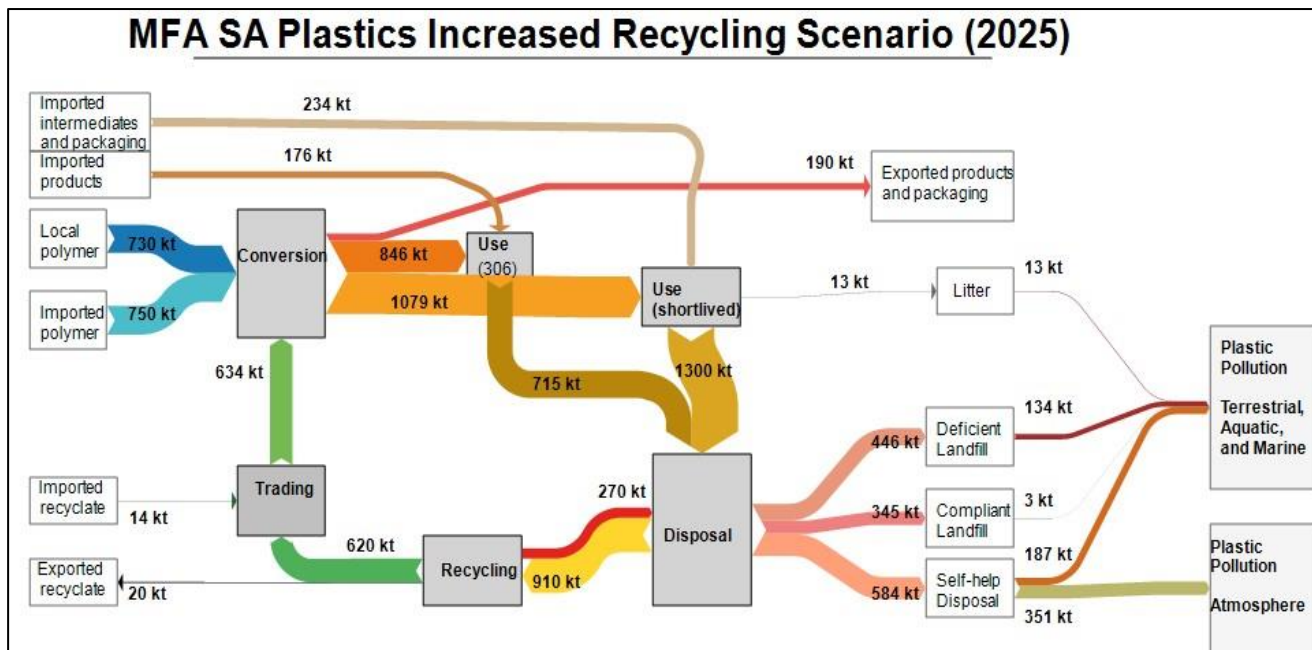 MFA SA Plastics Increased Recycling Scenario (2025)
Imported
intermediates
and packaging
234 kt
Imported
products
176 kt
190 kt
Exported products
and packaging
Local
polymer
730 kt
Conversion
846 kt
Use
(306)
Imported
polymer
750 kt
1079 kt
Use
(shortlived)
13 kt
Litter
13 kt
634 kt
715 kt
1300 kt
Plastic
Pollution
Terrestrial,
Aquatic,
and Marine
446 kt
Deficient
Landfill
134 kt
Imported
recyclate
14 kt
Trading
270 kt
Disposal
345 kt
Compliant
Landfill
3 kt
620 kt
Recycling
910 kt
Exported
recyclate
20 kt
584 kt
Self-help
Disposal
187 kt
351 kt
Plastic
Pollution
Atmosphere